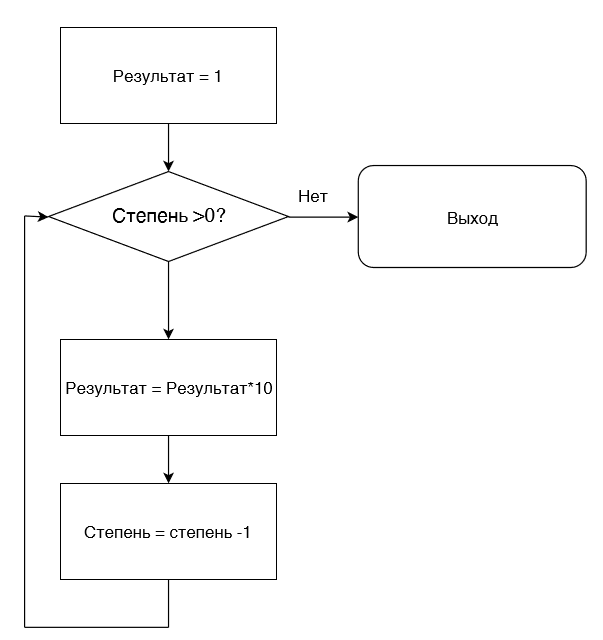 Результат = 1
Степень >0?
Нет
Выход
Результат = Результат*10
Степень = степень -1